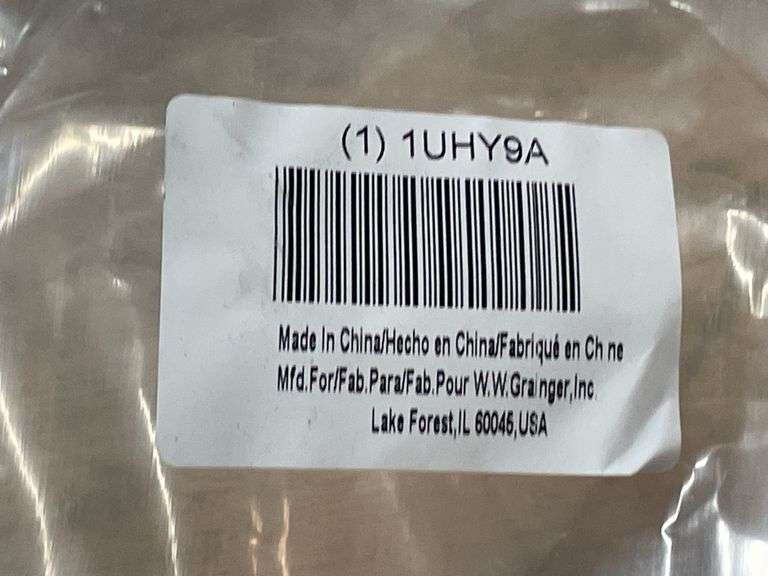 (1) 1UHY9A
Made In China/Hecho en China/Fabriqué en Ch ne
Mfd.For/Fab.Para/Fab.Pour W.W.Grainger,Inc
Lake Forest,IL 60045,USA